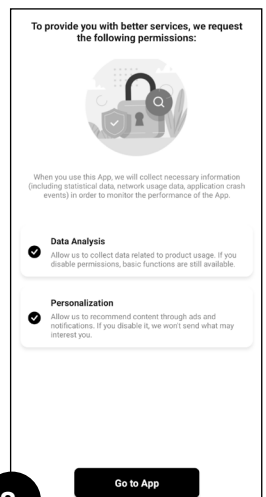 To provide you with better services, we request
the following permissions:
When you use this App, we will collect necessary information
(including statistical data, network usage data, application crash
events) in order to monitor the performance of the App.
Data Analysis
Allow us to collect data related to product usage. If you
disable permissions, basic functions are still available.
Personalization
Allow us to recommend content through ads and
notifications. If you disable it, we won't send what may
interest you.
Go to App